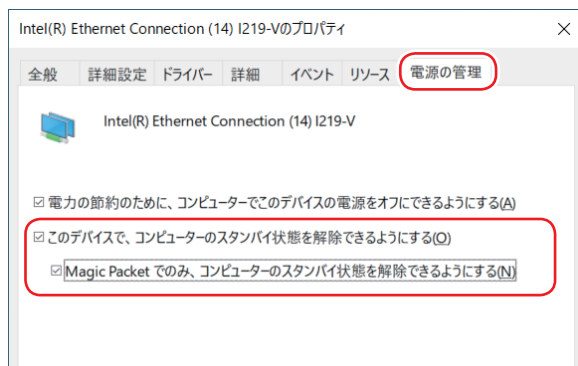 Intel(R) Ethernet Connection (14) I219-Vのプロパティ
全般 詳細設定 ドライバー 詳細 イベント リソース 電源の管理
Intel(R) Ethernet Connection (14) I219-V
電力の節約のために、コンピューターでこのデバイスの電源をオフにできるようにする(A)
このデバイスで、コンピューターのスタンバイ状態を解除できるようにする(O)
Magic Packet でのみ、コンピューターのスタンバイ状態を解除できるようにする(N)